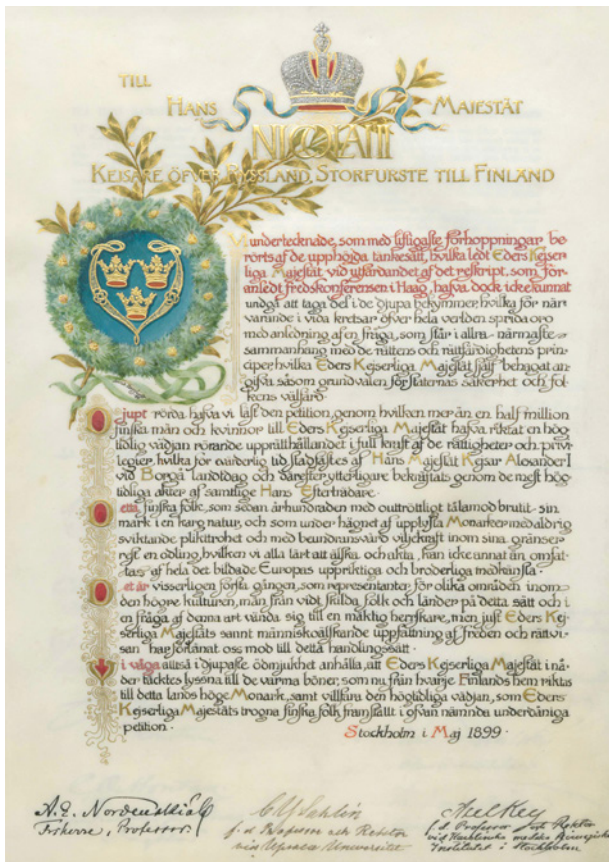 TILL
HANS MAJESTÄT
NICOLAI II
KEJSARE ÖFVER RYSSLAND, STORFURSTE TILL FINLAND
Vi undertecknade, som med lifligaste förhoppningar be-
rörts af de upphöjda tänkesätt, hvilka ledt Eders Kejser-
liga Majestät vid utfärdandet af det reskript, som för-
anledt fredskonferensen i Haag, hafva dock icke kunnat
undgå att taga del i de djupa bekymmer, hvilka för när
varande i vida kretsar öfver hela verlden sprida oro
med anledning af en fråga, som står i allra närmaste
sammanhang med de rättens och rättfärdighetens prin-
ciper, hvilka Eders Kejserliga Majestät sjelf behagat an-
gifva såsom grundvalen för staternas säkerhet och fol-
kens välfärd.
Djupt rörda hafva vi läst den petition, genom hvilken mer än en half million
finska män och kvinnor till Eders Kejserliga Majestät hafva riktat en hög-
tidlig vädjan rörande upprätthållandet i full kraft af de rättigheter och privi-
legier, hvilka för evärdelig tid stadfästes af Hans Majestät Kejsar Alexander I
vid Borgå landtdag och därefter ytterligare bekräftats genom de mest hög-
tidliga akter af samtlige Hans Efterträdare.
Detta finska folk, som sedan århundraden med outtröttligt tålamod brutit sin
mark i en karg natur, och som under hägnet af upplysta Monarker med aldrig
sviktande plikttrohet och med beundransvärd viljekraft inom sina gränser
rest en odling, hvilken vi alla lärt att älska och akta, kan icke annat än omfat-
tas af hela det bildade Europas uppriktiga och broderliga medkänsla.
Det är visserligen första gången, som representanter för olika områden inom
den högre kulturen, män från vidt skilda folk och länder på detta sätt och i
en fråga af denna art vända sig till en mäktig herrskare, men just Eders Kej-
serliga Majestäts sannt människoälskande uppfattning af freden och rättvi-
san har förtänat oss mod till detta handlingssätt.
Vi våga alltså i djupaste ödmjukhet anhålla, att Eders Kejserliga Majestät i nå-
der täcktes lyssna till de varma böner, som nu från hvarje Finlands hem riktas
till detta lands höge Monark, samt villfara den högtidliga vädjan, som Eders
Kejserliga Majestäts trogna finska folk framställt i ofvan nämnda underdåniga
petition.
Stockholm i Maj 1899.
A. E. Nordenskiöld
Friherre, Professor.
C Y Sahlin
f. d. Professor och Rektor
vid Upsala Universitet
Axel Key
f. d. Professor och Rektor
vid Karolinska medico kirurgiska
Institutet i Stockholm